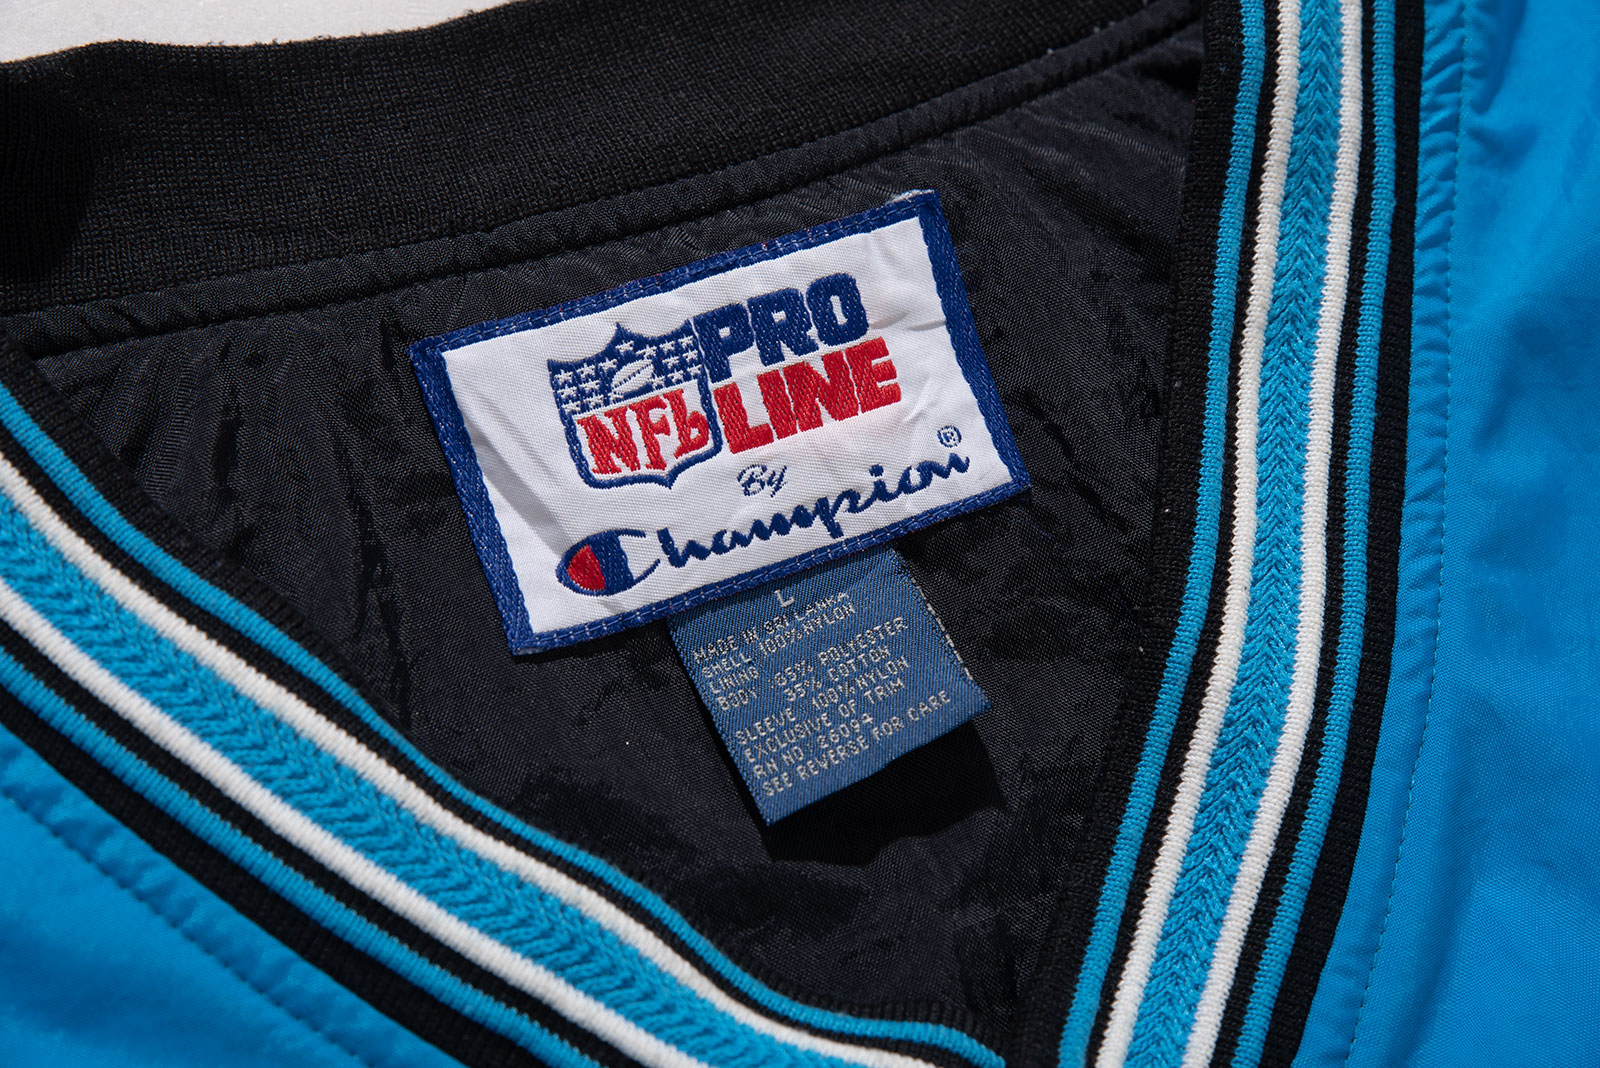 PRO
LINE
NFL
By
Champion®
L
MADE IN SRI LANKA
SHELL 100% NYLON
LINING
BODY 65% POLYESTER
35% COTTON
SLEEVE 100% NYLON
EXCLUSIVE OF TRIM
RN NO. 26094
SEE REVERSE FOR CARE